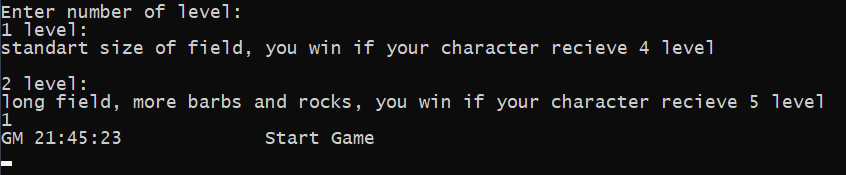 Enter number of level:
1 level:
standart size of field, you win if your character recieve 4 level
2 level:
long field, more barbs and rocks, you win if your character recieve 5 level
1
GM 21:45:23 Start Game